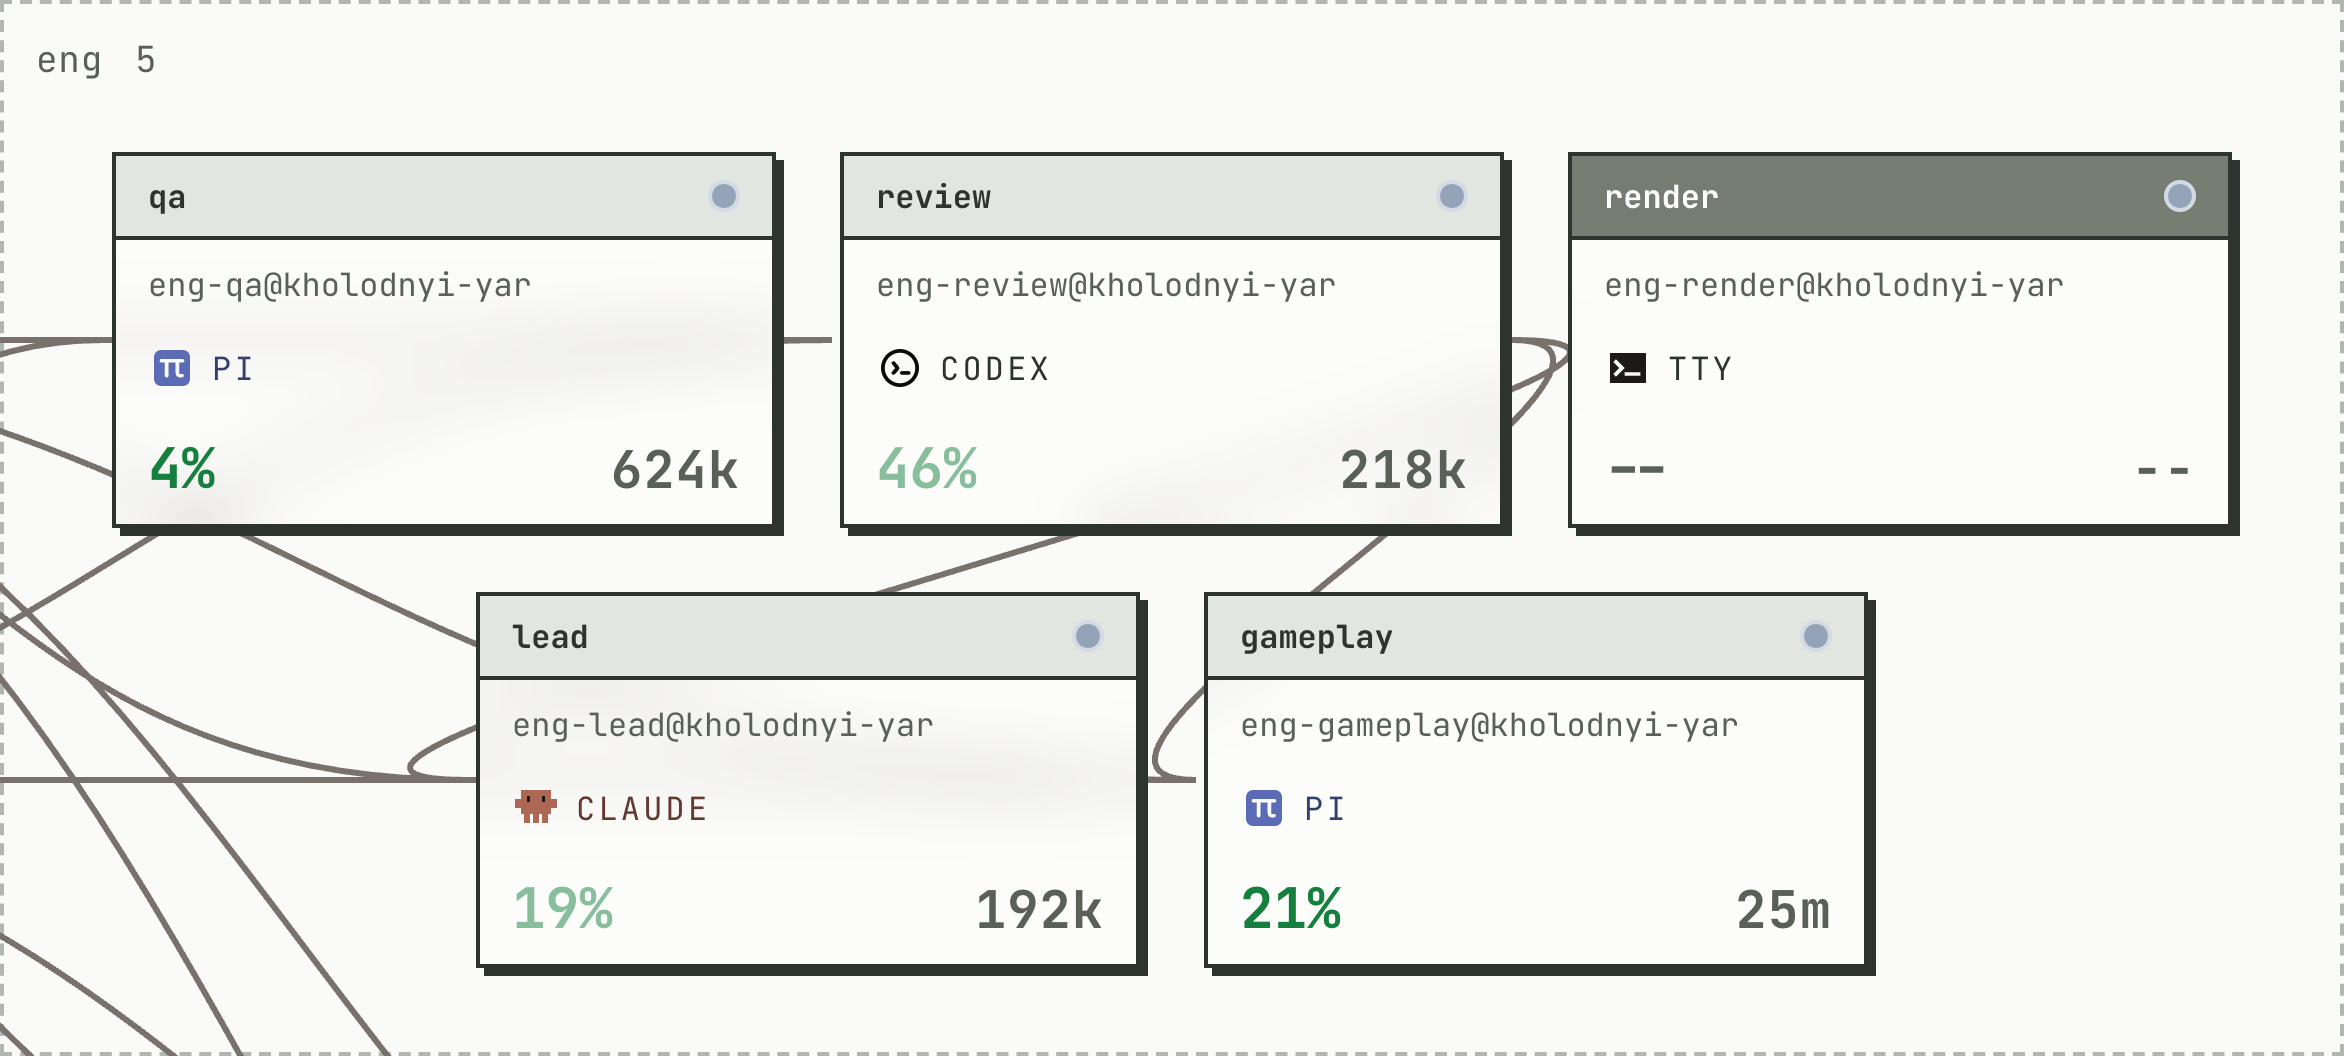 eng 5
qa
eng-qa@kholodnyi-yar
π PI
4% 624k
review
eng-review@kholodnyi-yar
CODEX
46% 218k
render
eng-render@kholodnyi-yar
TTY
-- --
lead
eng-lead@kholodnyi-yar
CLAUDE
19% 192k
gameplay
eng-gameplay@kholodnyi-yar
π PI
21% 25m